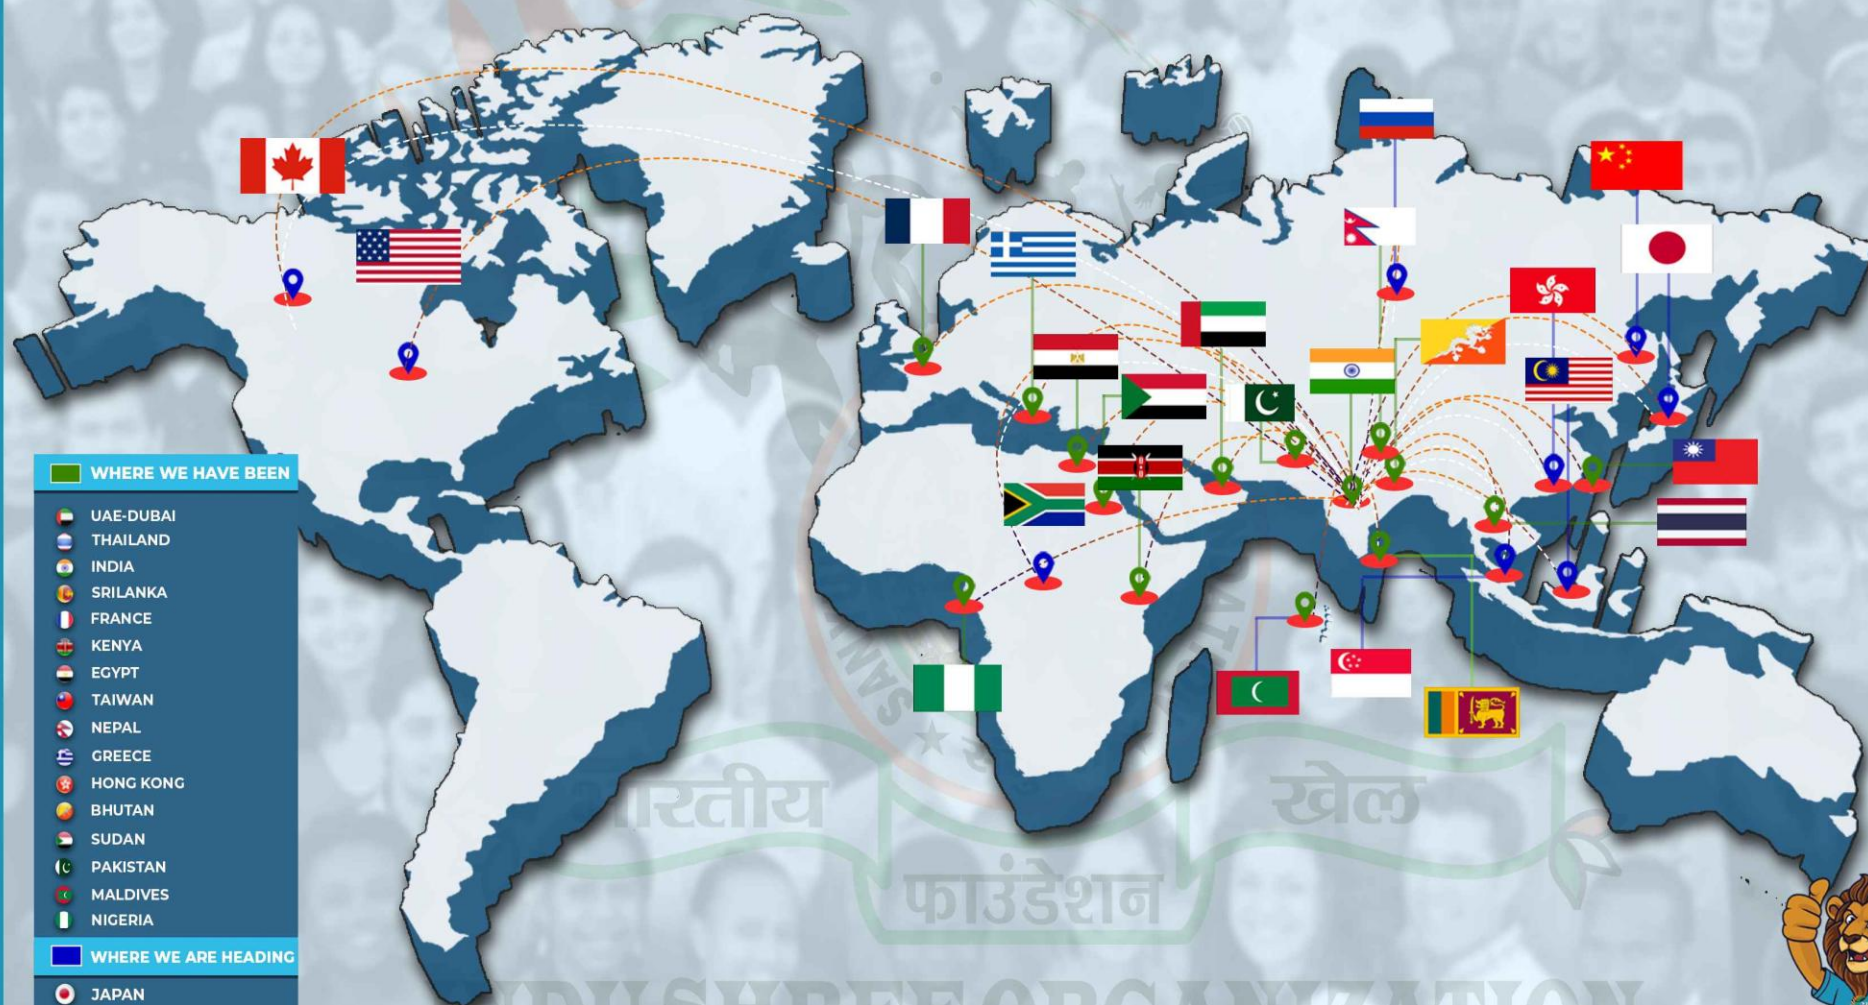 WHERE WE HAVE BEEN
UAE-DUBAI
THAILAND
INDIA
SRILANKA
FRANCE
KENYA
EGYPT
TAIWAN
NEPAL
GREECE
HONG KONG
BHUTAN
SUDAN
PAKISTAN
MALDIVES
NIGERIA
WHERE WE ARE HEADING
JAPAN
भारतीय
खेल
फाउंडेशन
ORGANIZATION